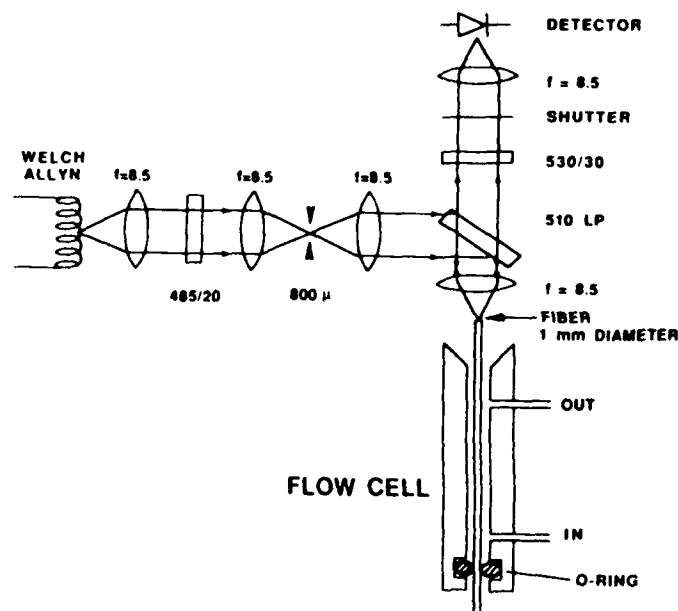 DETECTOR
f = 8.5
SHUTTER
WELCH
ALLYN
530/30
f=8.5
f=8.5
f=8.5
510 LP
485/20
800 μ
f = 8.5
FIBER
1 mm DIAMETER
OUT
FLOW CELL
IN
O-RING